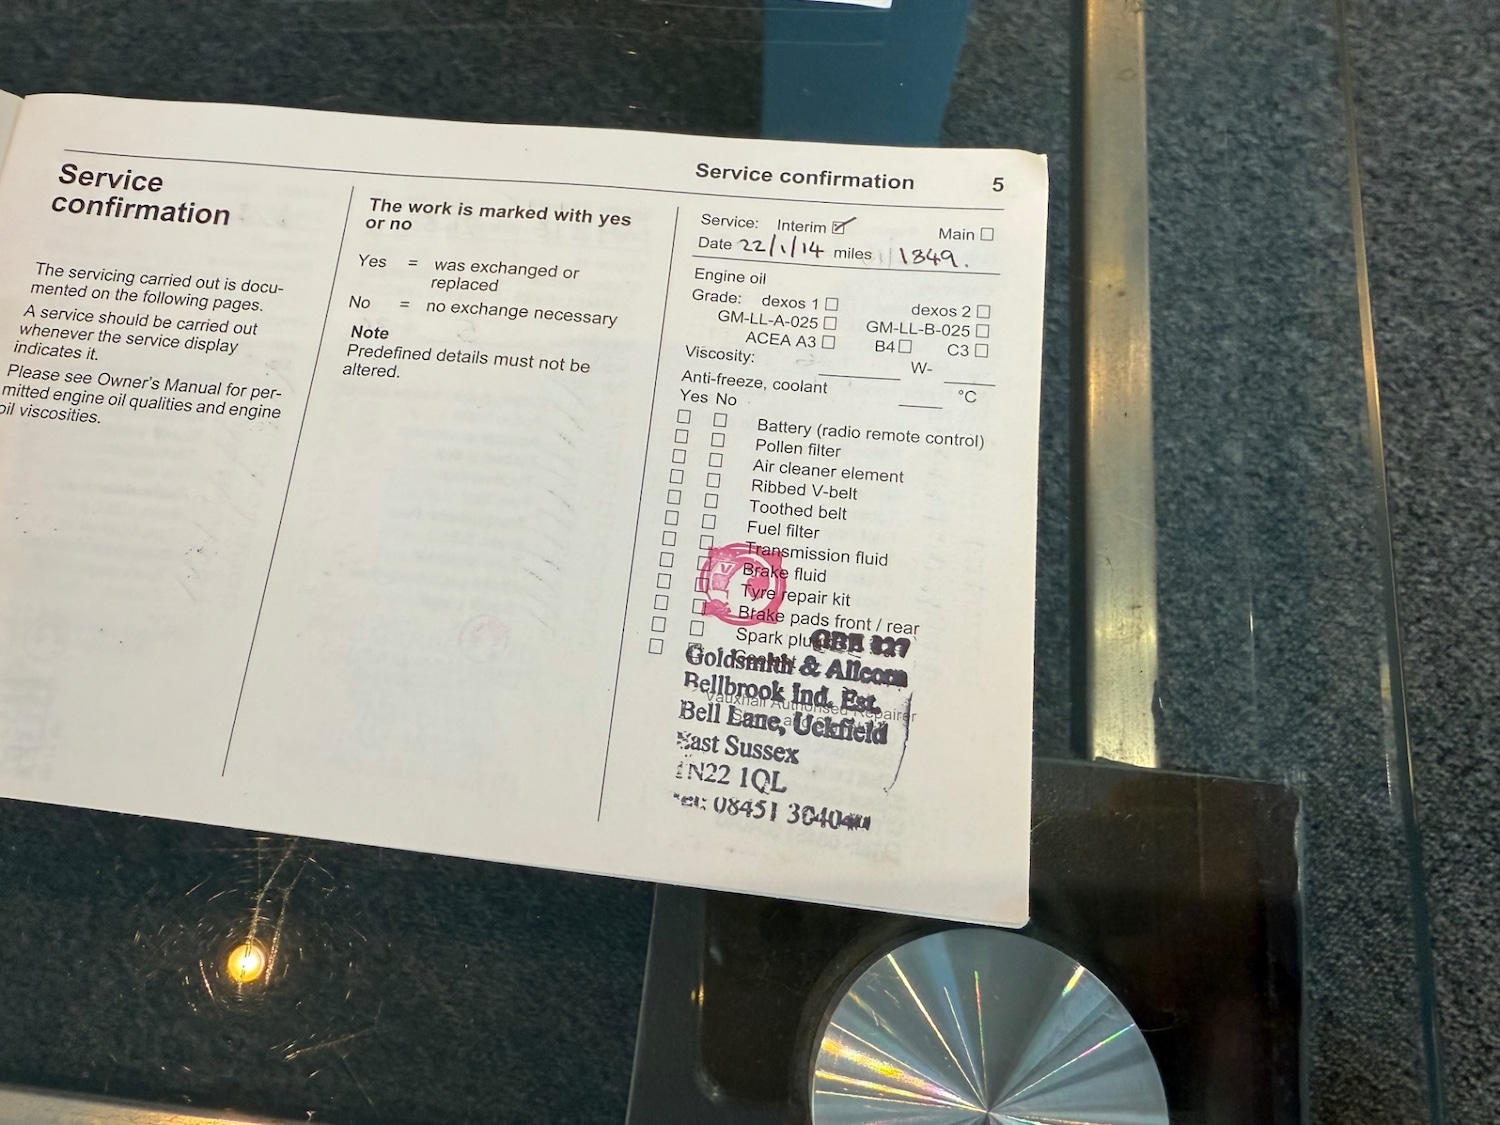 Service confirmation 5
Service
confirmation
The servicing carried out is docu-
mented on the following pages.
A service should be carried out
whenever the service display
indicates it.
Please see Owner's Manual for per-
mitted engine oil qualities and engine
oil viscosities.
The work is marked with yes
or no
Yes = was exchanged or
replaced
No = no exchange necessary
Note
Predefined details must not be
altered.
Service: Interim Main
Date 22/1/14 miles 1849.
Engine oil
Grade: dexos 1 dexos 2
GM-LL-A-025 GM-LL-B-025
ACEA A3 B4 C3
Viscosity: W-
Anti-freeze, coolant °C
Yes No
Battery (radio remote control)
Pollen filter
Air cleaner element
Ribbed V-belt
Toothed belt
Fuel filter
Transmission fluid
Brake fluid
Tyre repair kit
Brake pads front / rear
Spark
Goldsmith & Allcorn
Bellbrook Ind. Est.
Vauxhall Authorised Repairer
Bell Lane, Uckfield
East Sussex
TN22 1QL
Tel: 08451